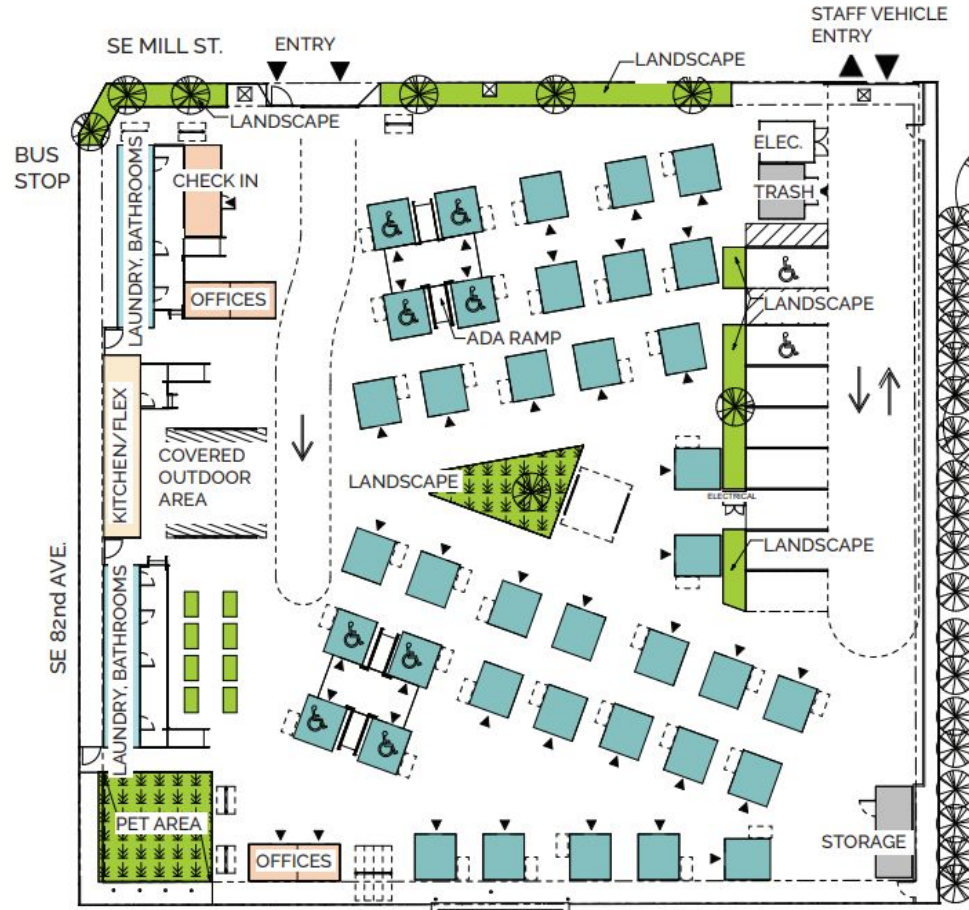 SE MILL ST.
ENTRY
STAFF VEHICLE
ENTRY
LANDSCAPE
LANDSCAPE
BUS
STOP
LAUNDRY, BATHROOMS
CHECK IN
ELEC.
TRASH
OFFICES
LANDSCAPE
ADA RAMP
KITCHEN/FLEX
COVERED
OUTDOOR
AREA
LANDSCAPE
ELECTRICAL
LANDSCAPE
SE 82nd AVE.
LAUNDRY, BATHROOMS
PET AREA
OFFICES
STORAGE